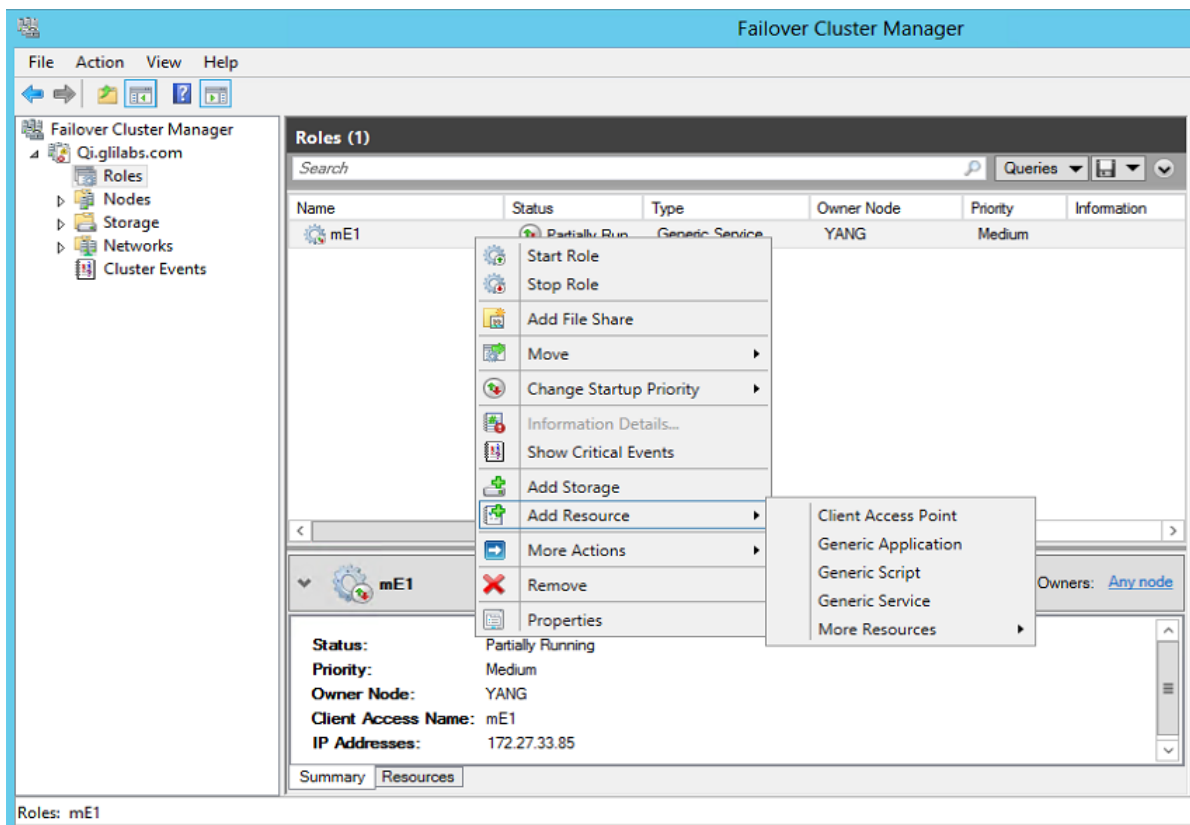 Failover Cluster Manager
File Action View Help
Failover Cluster Manager
Qi.glilabs.com
Roles
Nodes
Storage
Networks
Cluster Events
Roles (1)
Search
Queries
Name Status Type Owner Node Priority Information
mE1 Partially Run Generic Service YANG Medium
Start Role
Stop Role
Add File Share
Move
Change Startup Priority
Information Details...
Show Critical Events
Add Storage
Add Resource
More Actions
Remove
Properties
Client Access Point
Generic Application
Generic Script
Generic Service
More Resources
mE1 Owners: Any node
Status: Partially Running
Priority: Medium
Owner Node: YANG
Client Access Name: mE1
IP Addresses: 172.27.33.85
Summary Resources
Roles: mE1